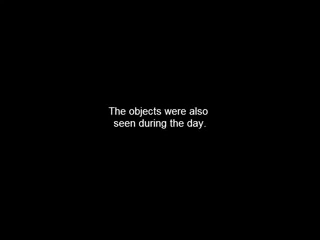 The objects were also
seen during the day.